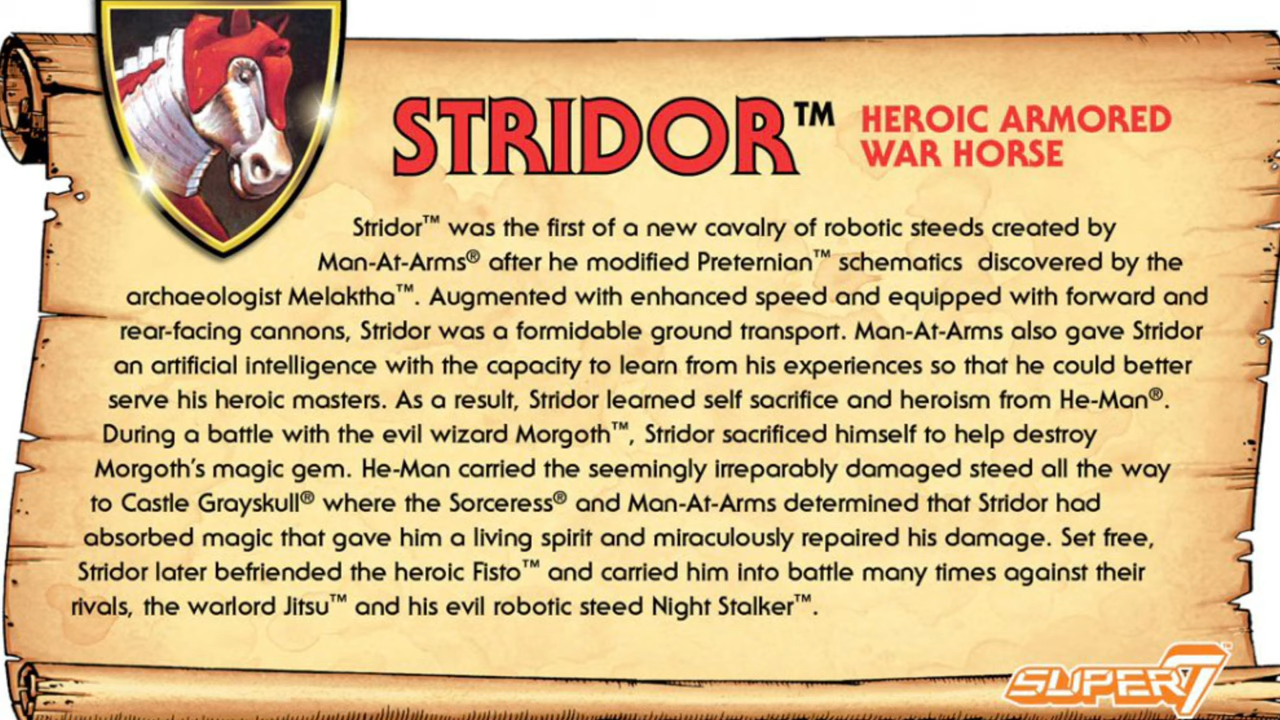 STRIDOR™ HEROIC ARMORED
WAR HORSE
Stridor™ was the first of a new cavalry of robotic steeds created by
Man-At-Arms® after he modified Preternian™ schematics discovered by the
archaeologist Melaktha™. Augmented with enhanced speed and equipped with forward and
rear-facing cannons, Stridor was a formidable ground transport. Man-At-Arms also gave Stridor
an artificial intelligence with the capacity to learn from his experiences so that he could better
serve his heroic masters. As a result, Stridor learned self sacrifice and heroism from He-Man®.
During a battle with the evil wizard Morgoth™, Stridor sacrificed himself to help destroy
Morgoth's magic gem. He-Man carried the seemingly irreparably damaged steed all the way
to Castle Grayskull® where the Sorceress® and Man-At-Arms determined that Stridor had
absorbed magic that gave him a living spirit and miraculously repaired his damage. Set free,
Stridor later befriended the heroic Fisto™ and carried him into battle many times against their
rivals, the warlord Jitsu™ and his evil robotic steed Night Stalker™.
SUPER7™